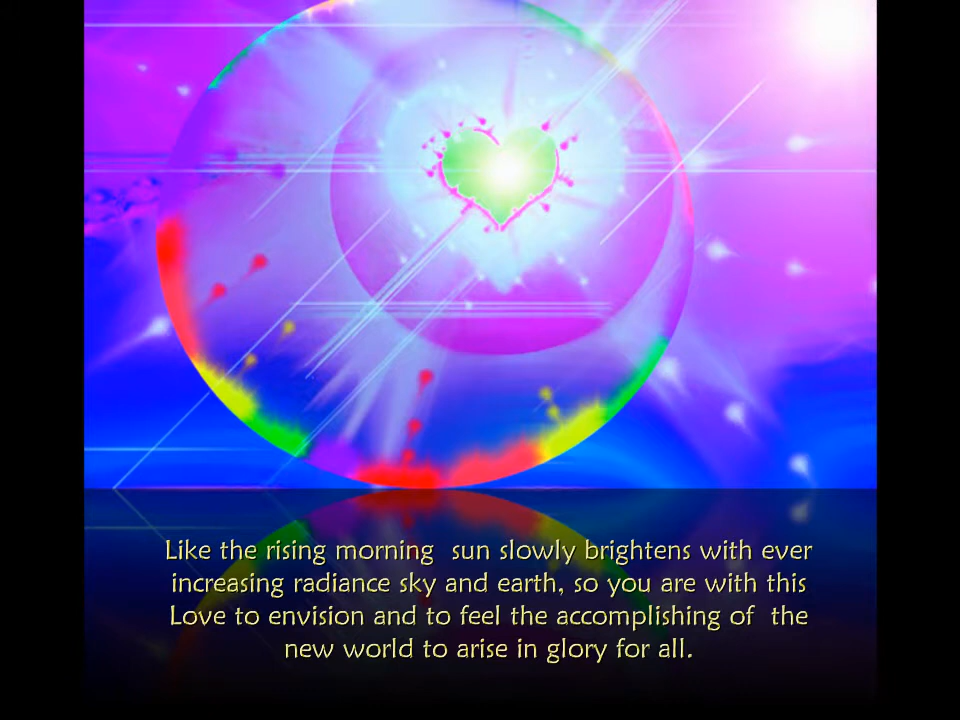 Like the rising morning  sun slowly brightens with ever
increasing radiance sky and earth, so you are with this
Love to envision and to feel the accomplishing of  the
new world to arise in glory for all.